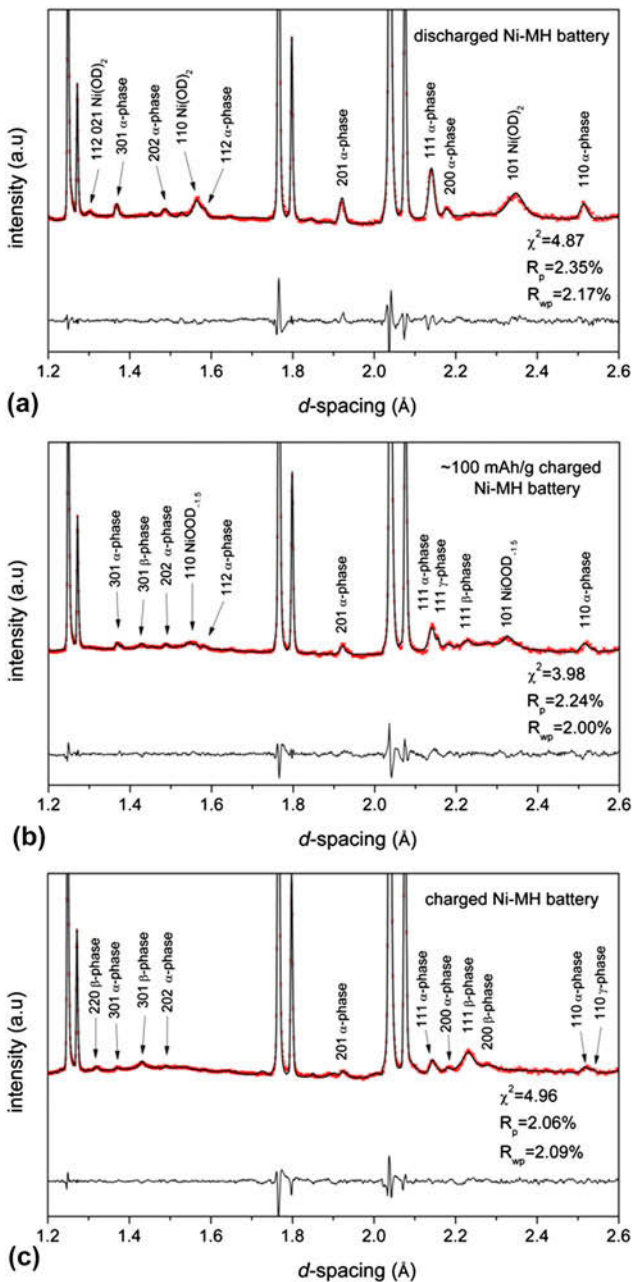 discharged Ni-MH battery
112 021 Ni(OD)2
301 α-phase
202 α-phase
110 Ni(OD)2
112 α-phase
201 α-phase
111 α-phase
200 α-phase
101 Ni(OD)2
110 α-phase
χ2=4.87
Rp=2.35%
Rwp=2.17%
intensity (a.u)
1.2 1.4 1.6 1.8 2.0 2.2 2.4 2.6
(a)
d-spacing (Å)
~100 mAh/g charged
Ni-MH battery
301 α-phase
301 β-phase
202 α-phase
110 NiOOD~1.5
112 α-phase
201 α-phase
111 α-phase
111 γ-phase
111 β-phase
101 NiOOD~1.5
110 α-phase
χ2=3.98
Rp=2.24%
Rwp=2.00%
intensity (a.u)
1.2 1.4 1.6 1.8 2.0 2.2 2.4 2.6
(b)
d-spacing (Å)
charged Ni-MH battery
220 β-phase
301 α-phase
301 β-phase
202 α-phase
201 α-phase
111 α-phase
200 α-phase
111 β-phase
200 β-phase
110 α-phase
110 γ-phase
χ2=4.96
Rp=2.06%
Rwp=2.09%
intensity (a.u)
1.2 1.4 1.6 1.8 2.0 2.2 2.4 2.6
(c)
d-spacing (Å)